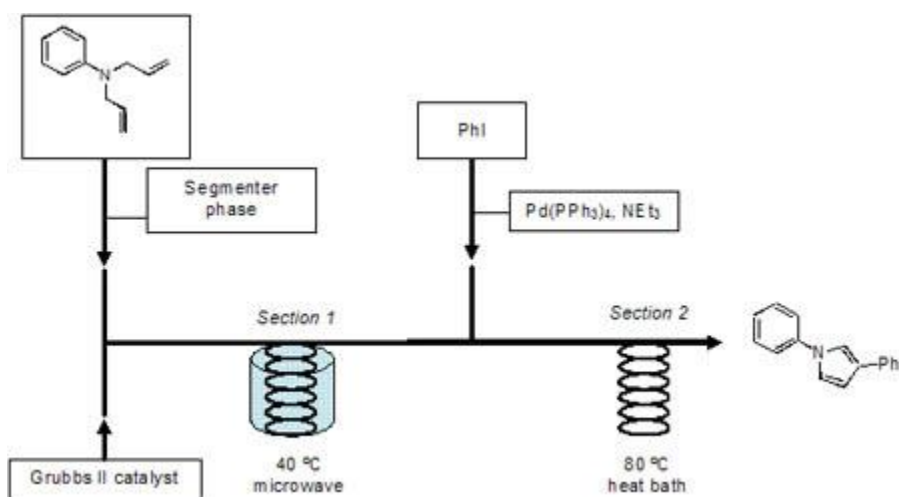 N
PhI
Segmenter
phase
Pd(PPh₃)₄, NEt₃
Section 1
Section 2
N
Ph
Grubbs II catalyst
40 ºC
microwave
80 ºC
heat bath